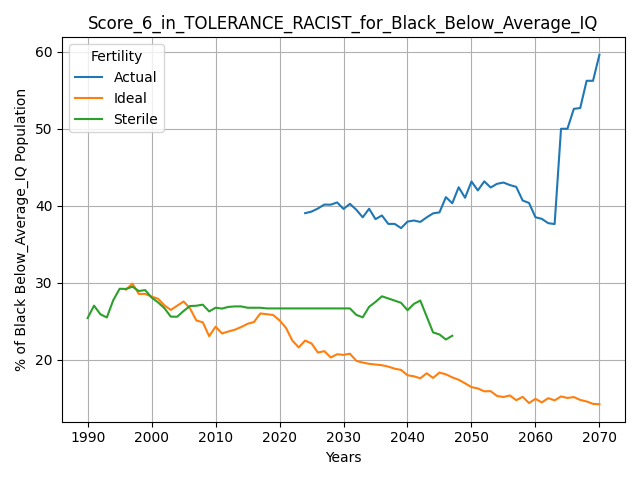 Score_6_in_TOLERANCE_RACIST_for_Black_Below_Average_IQ
Fertility
Actual
Ideal
Sterile
% of Black Below_Average_IQ Population
60
50
40
30
20
1990 2000 2010 2020 2030 2040 2050 2060 2070
Years